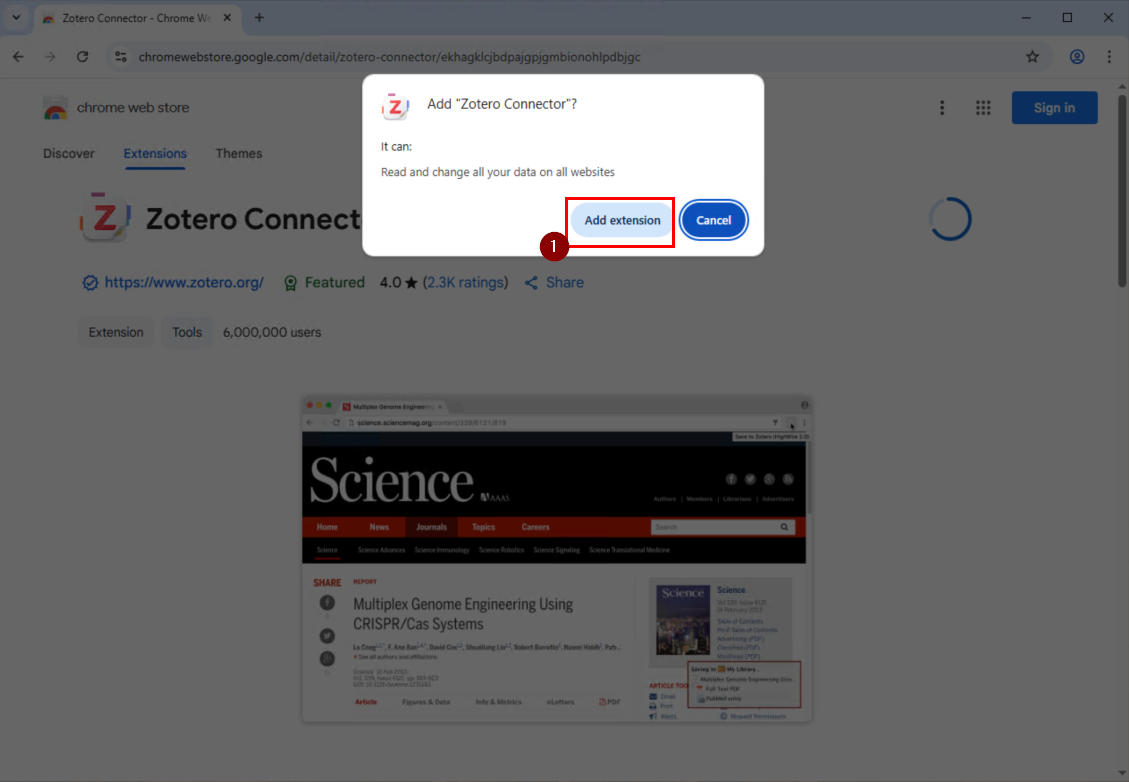 Zotero Connector - Chrome We
chromewebstore.google.com/detail/zotero-connector/ekhagklcjbdpajgpjgmbionohlpdbjgc
chrome web store
Sign in
Discover Extensions Themes
Add "Zotero Connector"?
It can:
Read and change all your data on all websites
Add extension Cancel
1
Z Zotero Connect
https://www.zotero.org/ Featured 4.0 ★ (2.3K ratings) Share
Extension Tools 6,000,000 users
Multiplex Genome Engineering
science.sciencemag.org/content/339/6121/819
Save to Zotero (HighWire 2.0)
Science AAAS
Authors | Members | Librarians | Advertisers
Home News Journals Topics Careers Search
Science Science Advances Science Immunology Science Robotics Science Signaling Science Translational Medicine
SHARE REPORT
Multiplex Genome Engineering Using
CRISPR/Cas Systems
Le Cong, F. Ann Ran, David Cox, Shuailiang Lin, Robert Barretto, Naomi Habib,
+ See all authors and affiliations
Science 15 Feb 2013:
Vol. 339, Issue 6121, pp. 819-823
Article Figures & Data Info & Metrics eLetters PDF
Science
Science
Vol 339, Issue 6121
15 February 2013
Table of Contents
Print Table of Contents
Advertising (PDF)
Classified (PDF)
Masthead (PDF)
ARTICLE TOO
Email
Print
Alerts
Request Permissions
Saving to My Library...
Multiplex Genome Engineering Usin...
Full Text PDF
PubMed entry